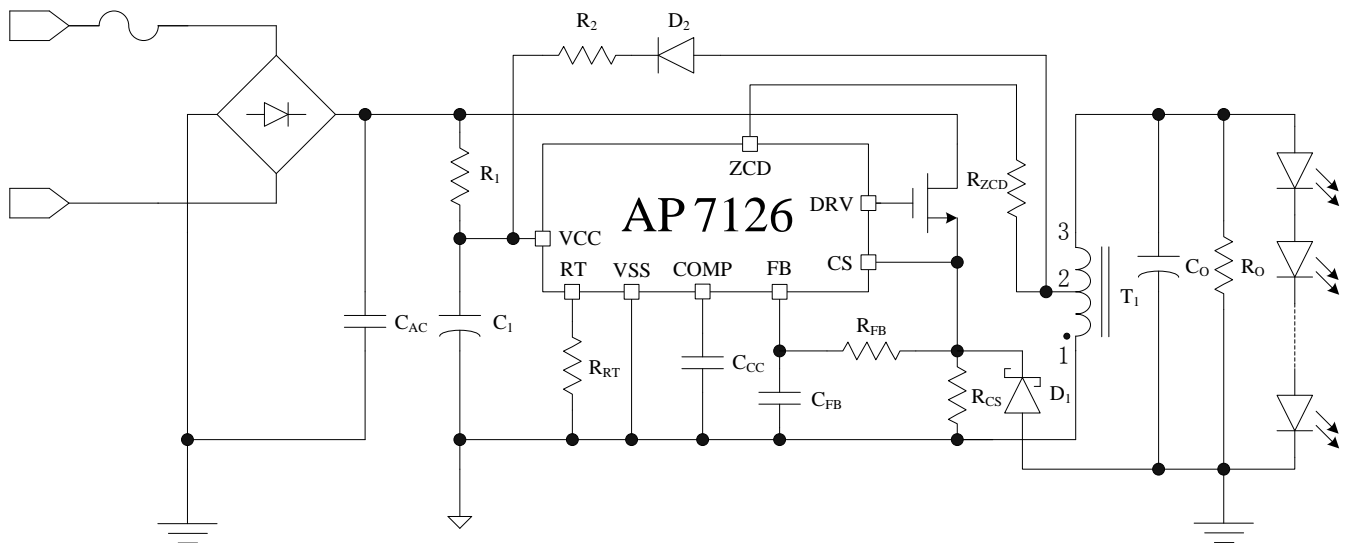 R2
D2
ZCD
RZCD
R1
AP7126
DRV
VCC
CS
RT
VSS
COMP
FB
3
2
T1
CO
RO
CAC
C1
RFB
1
RRT
CCC
CFB
RCS
D1